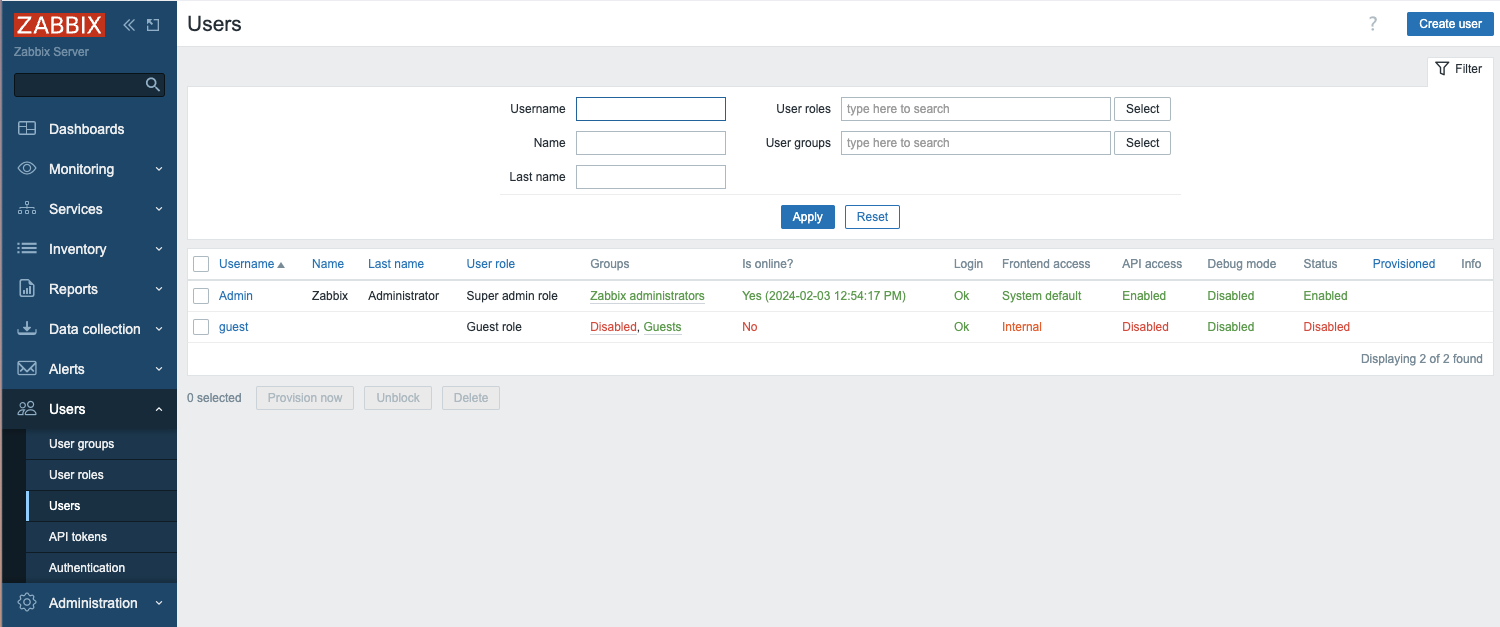 ZABBIX
Zabbix Server
Dashboards
Monitoring
Services
Inventory
Reports
Data collection
Alerts
Users
User groups
User roles
Users
API tokens
Authentication
Administration
Users ? Create user
Filter
Username User roles type here to search Select
Name User groups type here to search Select
Last name
Apply Reset
Username Name Last name User role Groups Is online? Login Frontend access API access Debug mode Status Provisioned Info
Admin Zabbix Administrator Super admin role Zabbix administrators Yes (2024-02-03 12:54:17 PM) Ok System default Enabled Disabled Enabled
guest Guest role Disabled, Guests No Ok Internal Disabled Disabled Disabled
Displaying 2 of 2 found
0 selected Provision now Unblock Delete